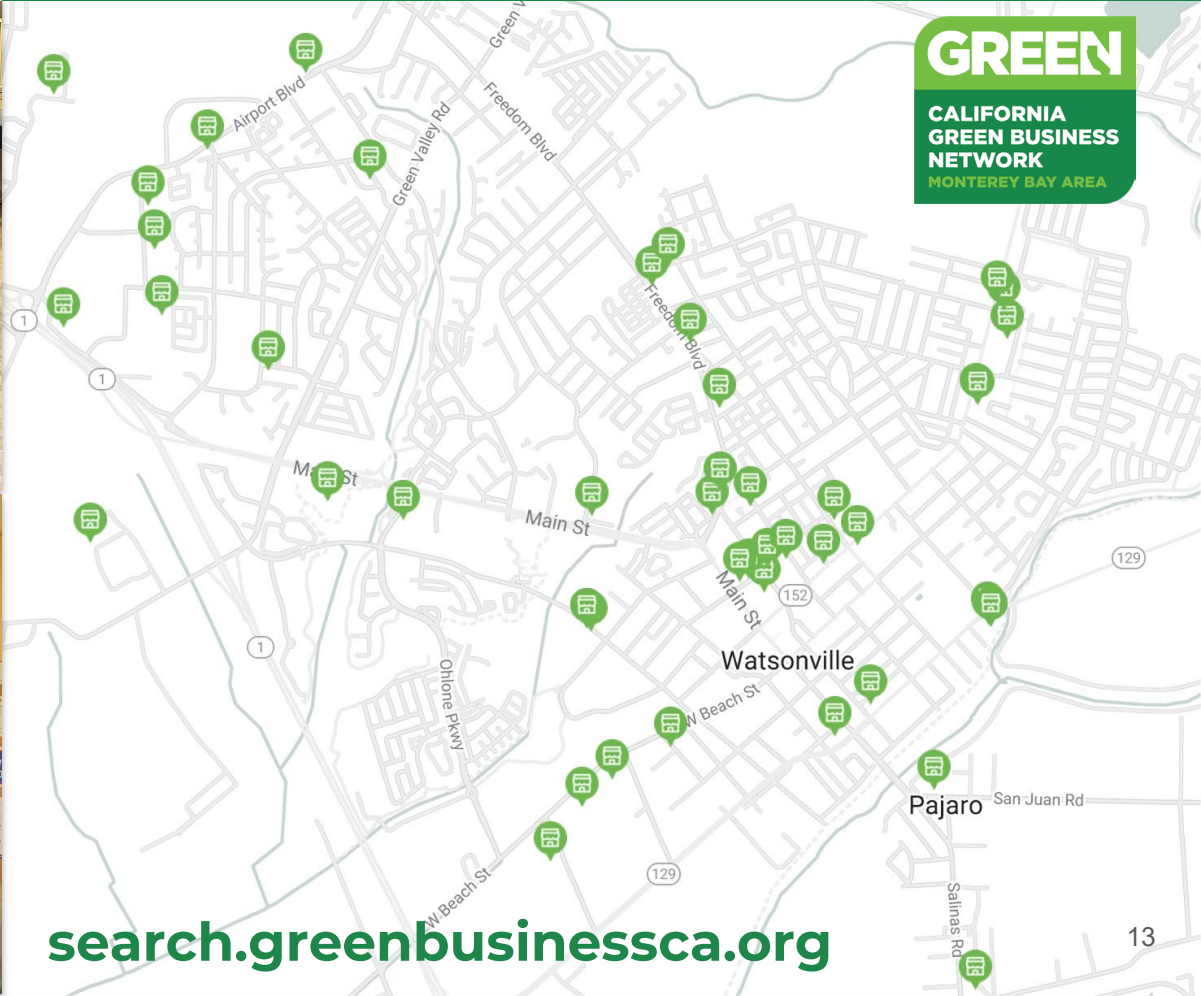 GREEN
CALIFORNIA
GREEN BUSINESS
NETWORK
MONTEREY BAY AREA
Green V
Airport Blvd
Green Valley Rd
Freedom Blvd
Freedom Blvd
1
1
Main St
Main St
129
152
Main St
1
Watsonville
Ohlone Pkwy
W Beach St
Pajaro
San Juan Rd
129
W Beach St
Salinas Rd
search.greenbusinessca.org
13